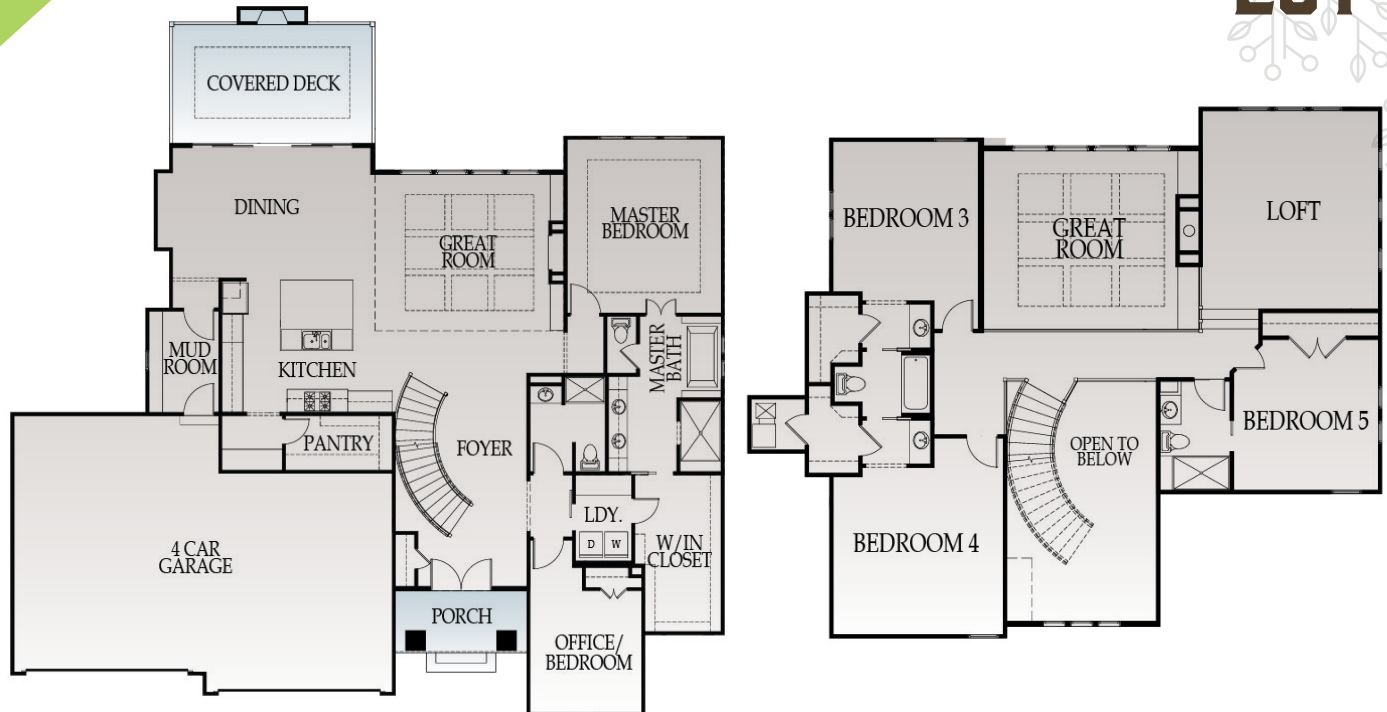 COVERED DECK
DINING
GREAT
ROOM
MASTER
BEDROOM
MUD
ROOM
KITCHEN
MASTER
BATH
PANTRY
FOYER
4 CAR
GARAGE
LDY.
D W
W/IN
CLOSET
PORCH
OFFICE/
BEDROOM
BEDROOM 3
GREAT
ROOM
LOFT
BEDROOM 5
OPEN TO
BELOW
BEDROOM 4